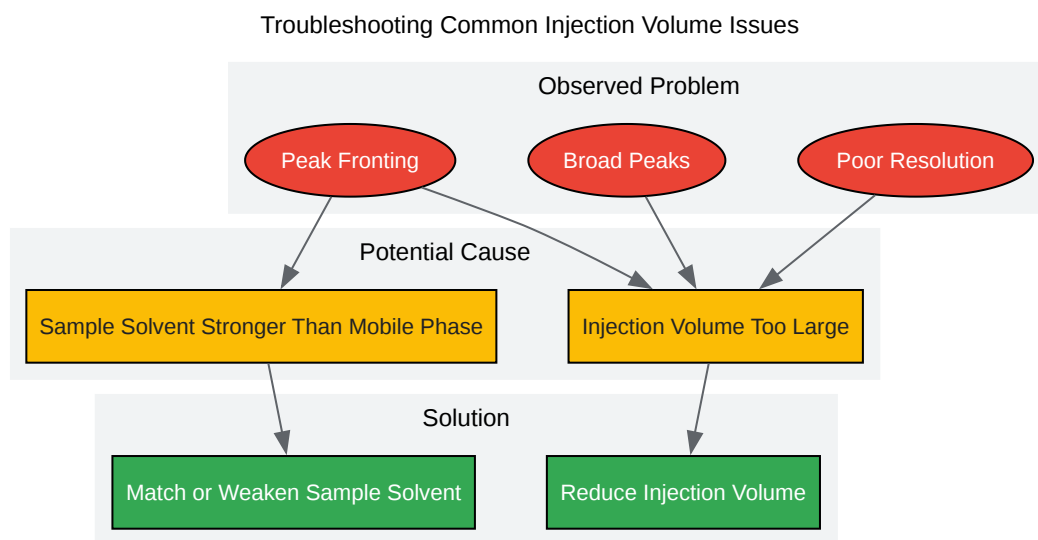 Troubleshooting Common Injection Volume Issues
Observed Problem
Peak Fronting
Broad Peaks
Poor Resolution
Potential Cause
Sample Solvent Stronger Than Mobile Phase
Injection Volume Too Large
Solution
Match or Weaken Sample Solvent
Reduce Injection Volume